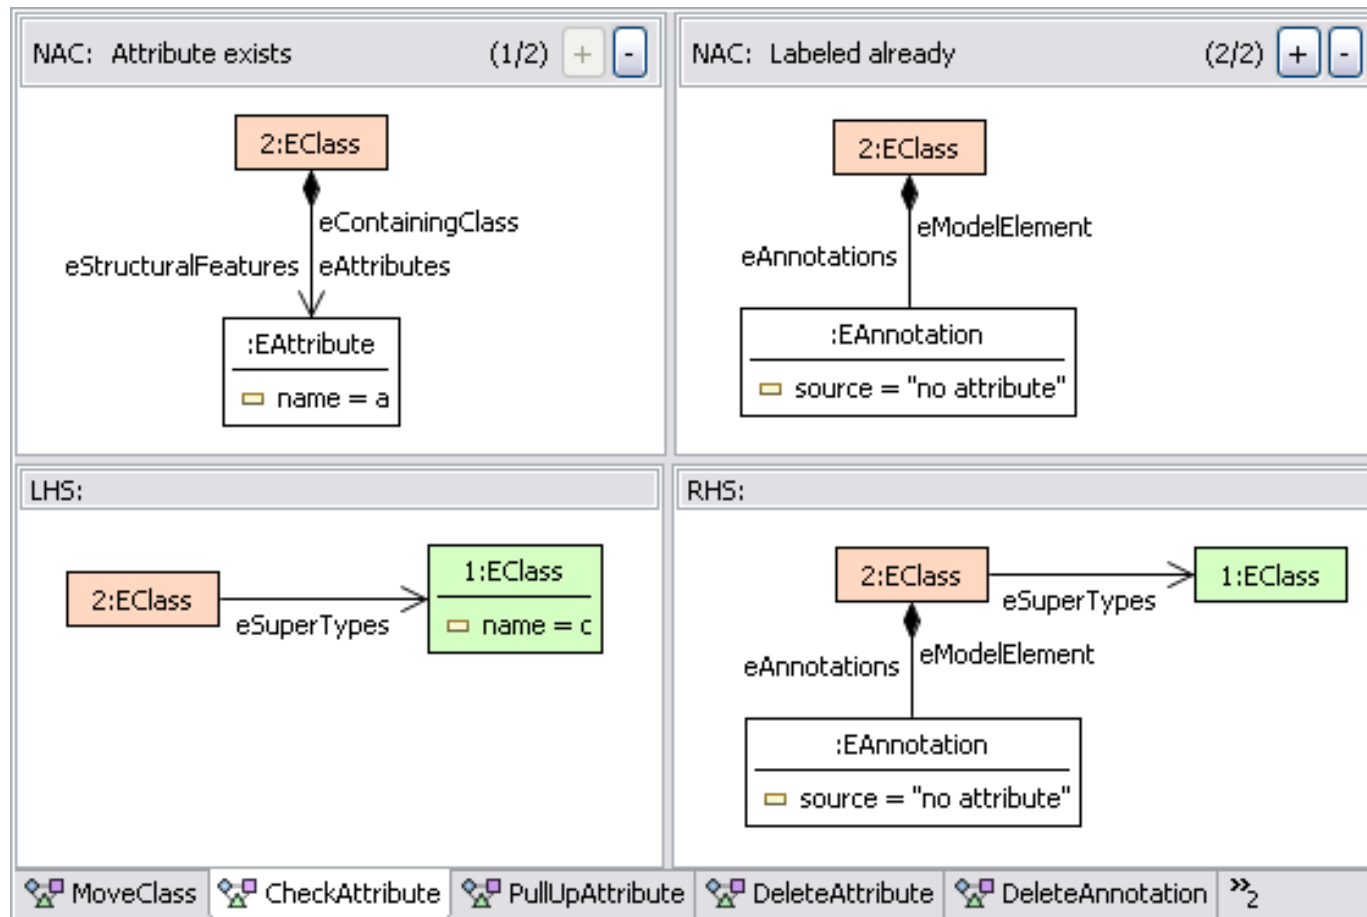 NAC: Attribute exists (1/2) + -
2:EClass
eContainingClass
eStructuralFeatures eAttributes
:EAttribute
name = a
NAC: Labeled already (2/2) + -
2:EClass
eModelElement
eAnnotations
:EAnnotation
source = "no attribute"
LHS:
2:EClass
eSuperTypes
1:EClass
name = c
RHS:
2:EClass
eSuperTypes
1:EClass
eModelElement
eAnnotations
:EAnnotation
source = "no attribute"
MoveClass CheckAttribute PullUpAttribute DeleteAttribute DeleteAnnotation »2